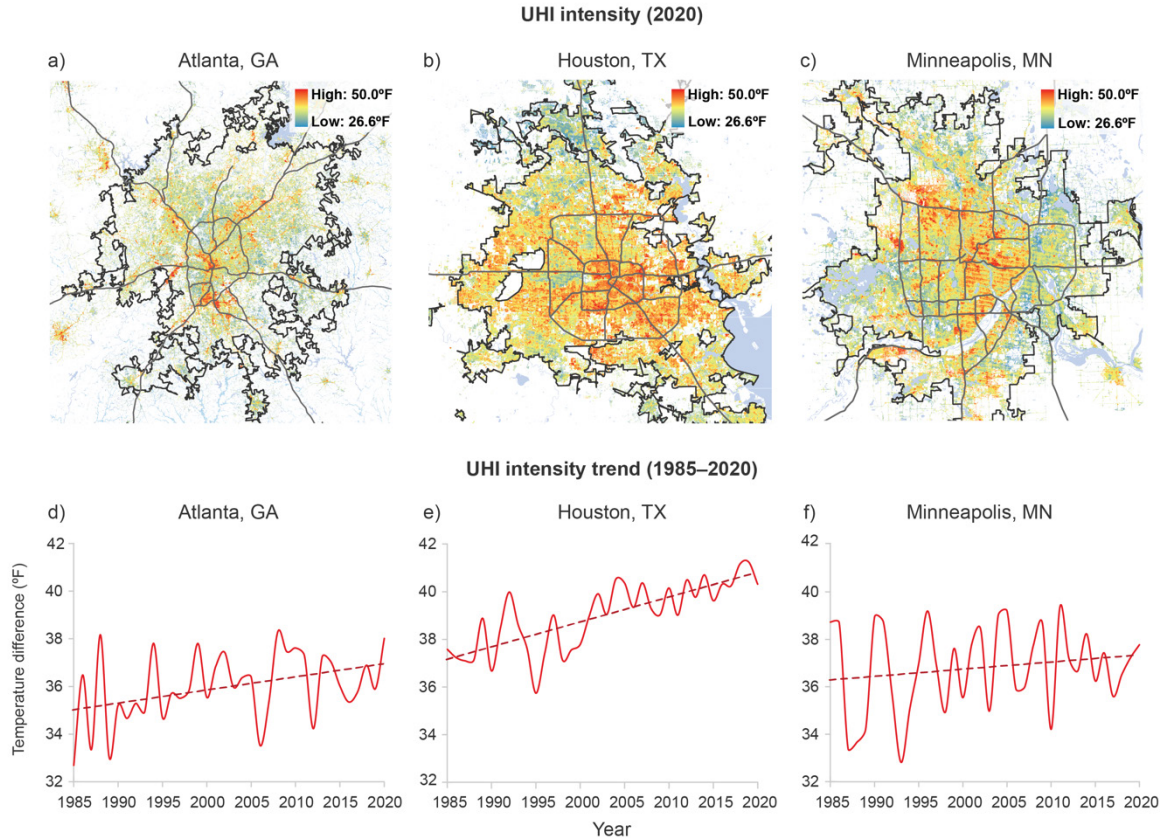 UHI intensity (2020)
a) Atlanta, GA
High: 50.0ºF
Low: 26.6ºF
b) Houston, TX
High: 50.0ºF
Low: 26.6ºF
c) Minneapolis, MN
High: 50.0ºF
Low: 26.6ºF
UHI intensity trend (1985–2020)
d) Atlanta, GA
Temperature difference (ºF)
42
40
38
36
34
32
1985 1990 1995 2000 2005 2010 2015 2020
e) Houston, TX
42
40
38
36
34
32
1985 1990 1995 2000 2005 2010 2015 2020
f) Minneapolis, MN
42
40
38
36
34
32
1985 1990 1995 2000 2005 2010 2015 2020
Year